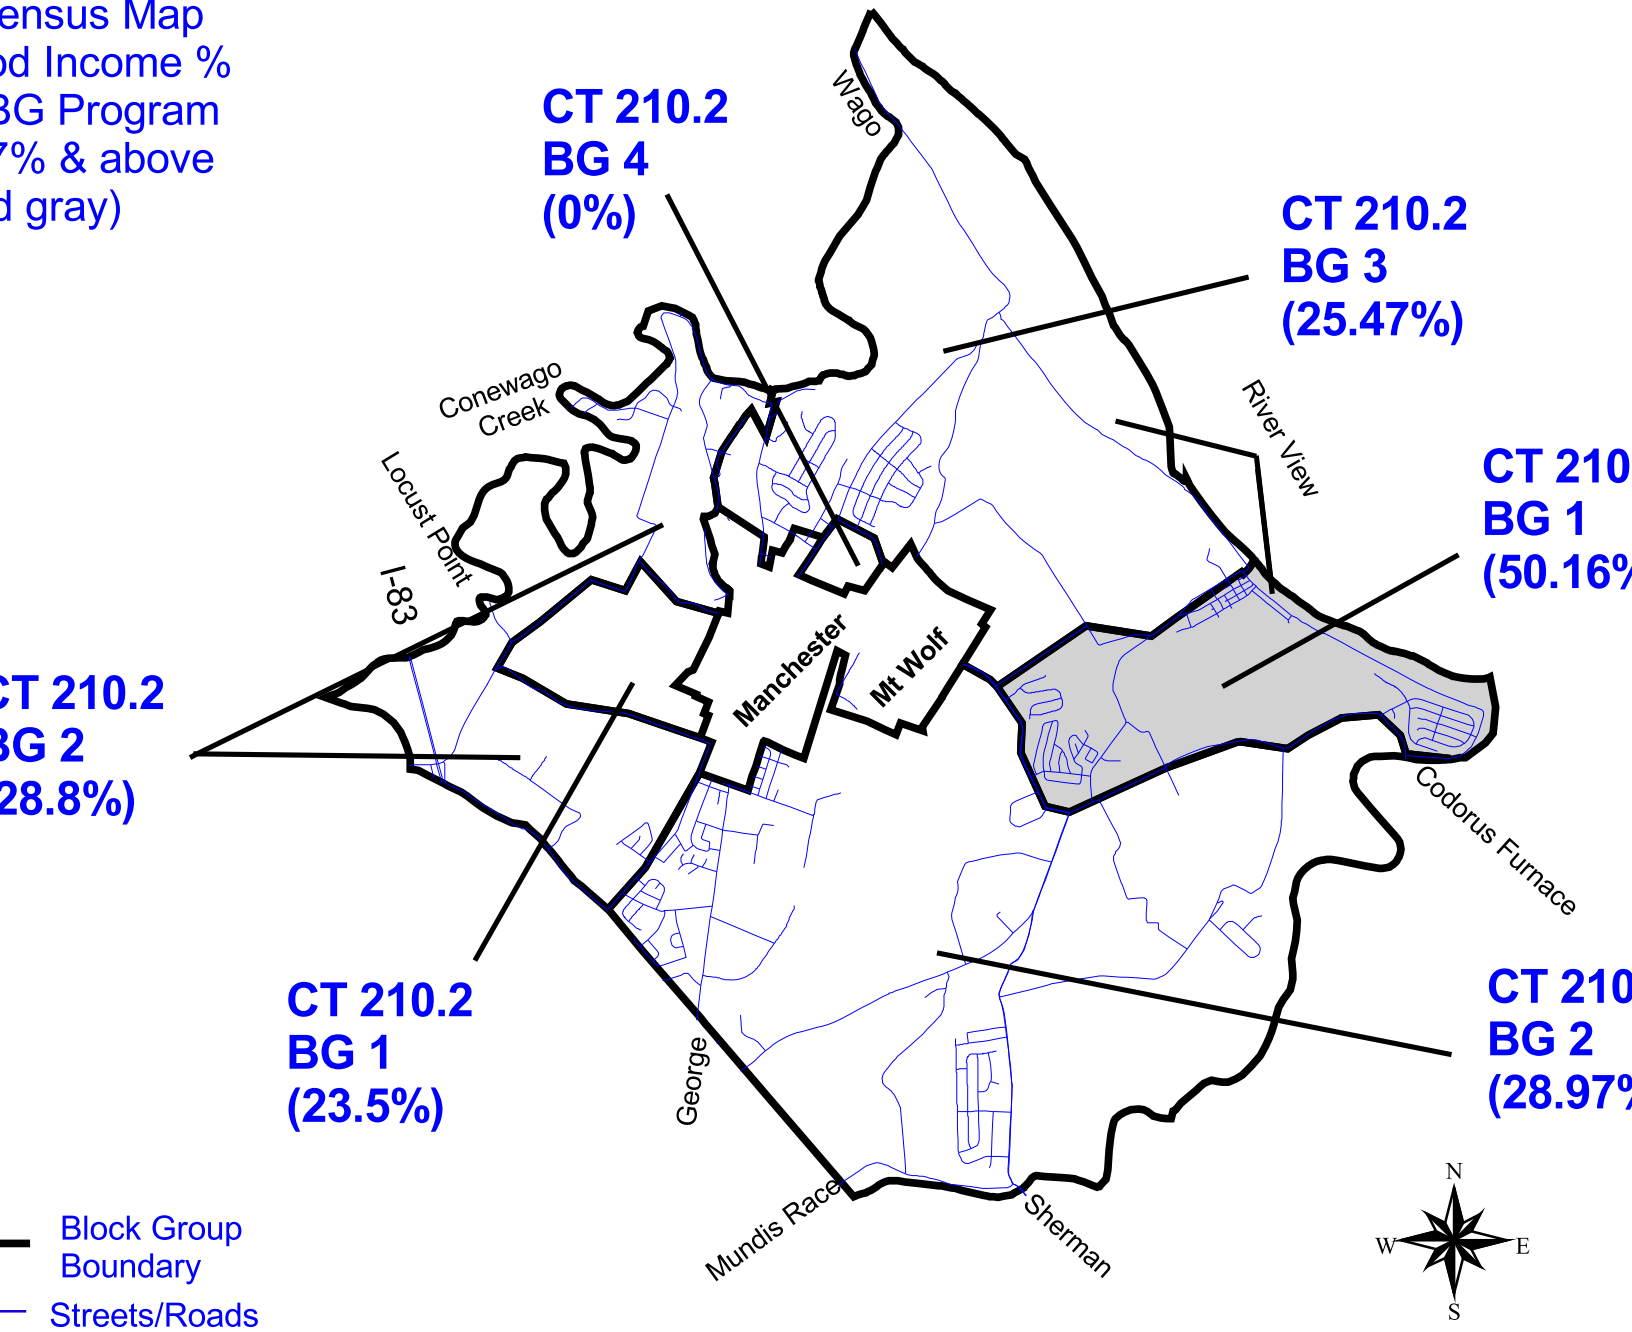 ensus Map
od Income %
BG Program
7% & above
d gray)
CT 210.2
BG 4
(0%)
Wago
CT 210.2
BG 3
(25.47%)
Conewago
Creek
River View
Locust Point
I-83
CT 210
BG 1
(50.16%
Manchester
Mt Wolf
CT 210.2
BG 2
28.8%)
Codorus Furnace
CT 210.2
BG 1
(23.5%)
CT 210
BG 2
(28.97%
George
Mundis Race
Sherman
N
W
E
S
Block Group
Boundary
Streets/Roads